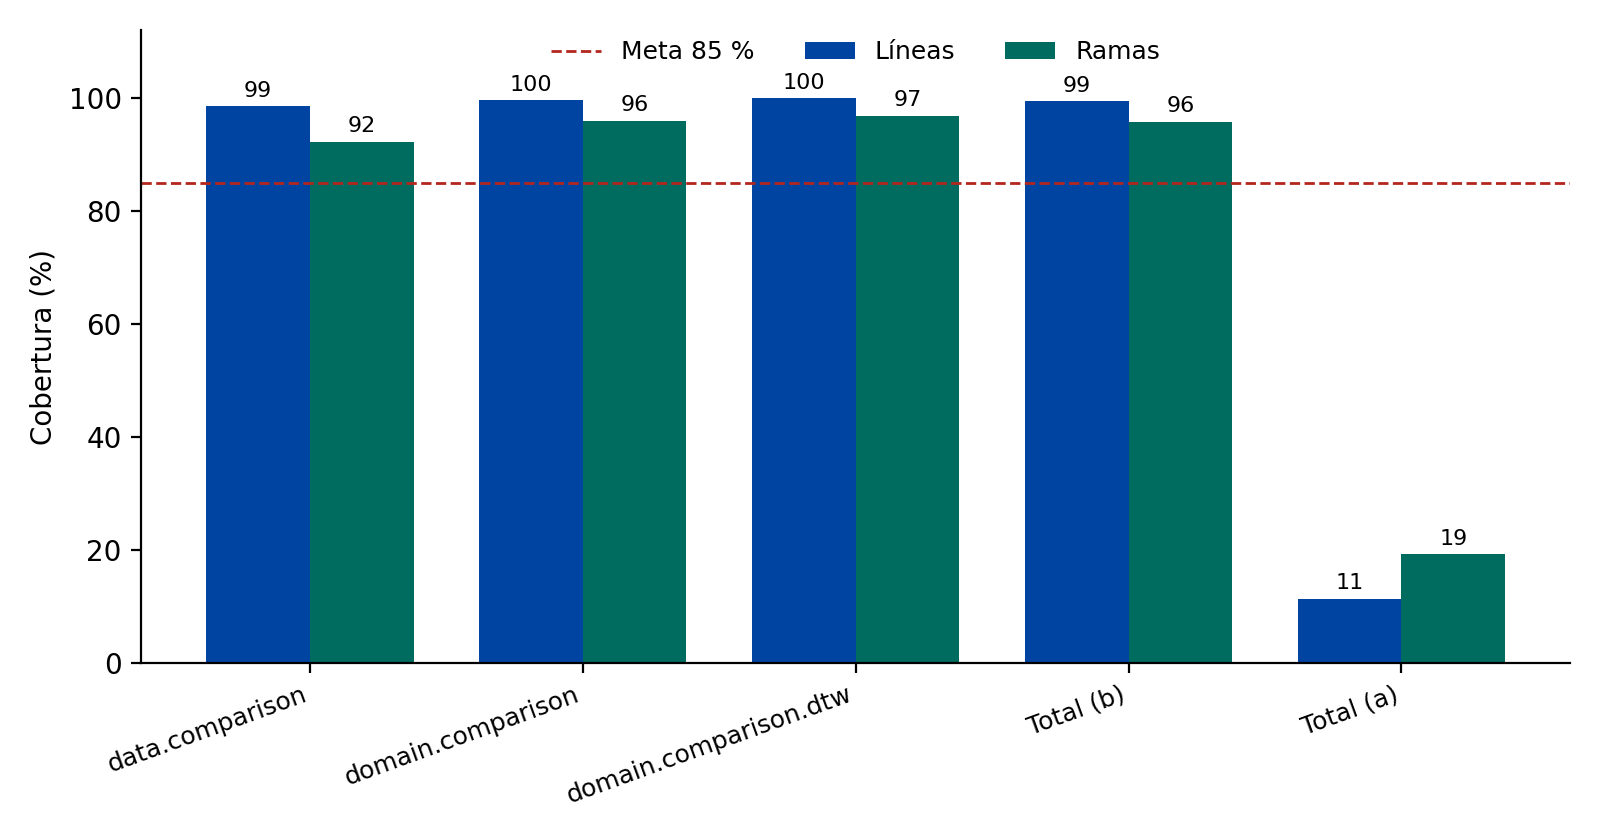 Meta 85 %
Líneas
Ramas
Cobertura (%)
100
80
60
40
20
0
99
92
100
96
100
97
99
96
11
19
data.comparison
domain.comparison
domain.comparison.dtw
Total (b)
Total (a)